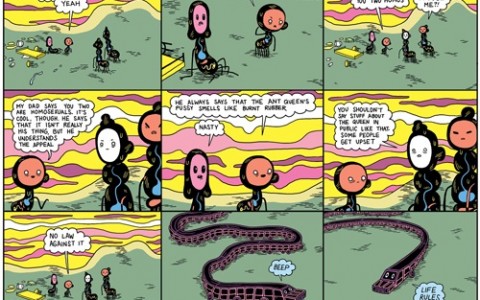 YEAH
YOU TWO HOMOS
ME?!
MY DAD SAYS YOU TWO
ARE HOMOSEXUALS. IT'S
COOL, THOUGH. HE SAYS
THAT IT ISN'T REALLY
HIS THING, BUT HE
UNDERSTANDS
THE APPEAL
HE ALWAYS SAYS THAT THE ANT QUEEN'S
PUSSY SMELLS LIKE BURNT RUBBER
NASTY
YOU SHOULDN'T
SAY STUFF ABOUT
THE QUEEN IN
PUBLIC LIKE THAT.
SOME PEOPLE
GET UPSET
NO LAW
AGAINST IT
BEEP
LIFE
RULES